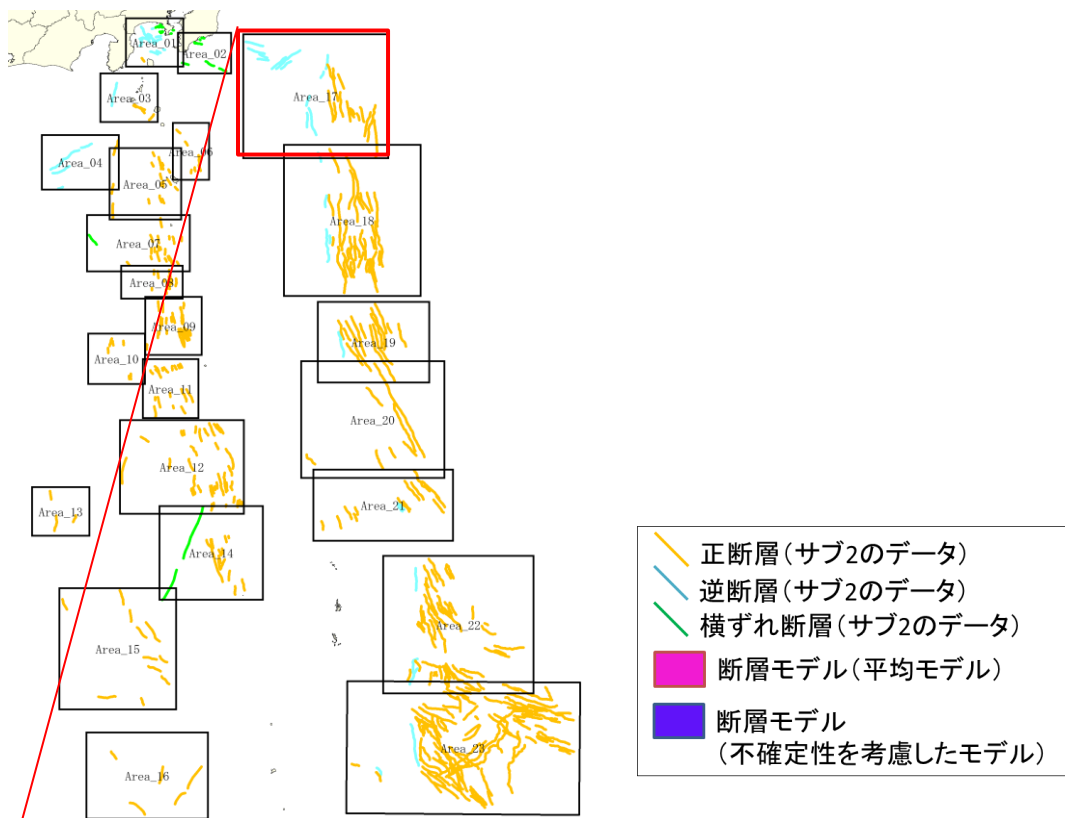 Area_01
Area_02
Area_03
Area_04
Area_05
Area_06
Area_07
Area_08
Area_09
Area_10
Area_11
Area_12
Area_13
Area_14
Area_15
Area_16
Area_17
Area_18
Area_19
Area_20
Area_21
Area_22
Area_23
正断層(サブ2のデータ)
逆断層(サブ2のデータ)
横ずれ断層(サブ2のデータ)
断層モデル(平均モデル)
断層モデル
(不確定性を考慮したモデル)